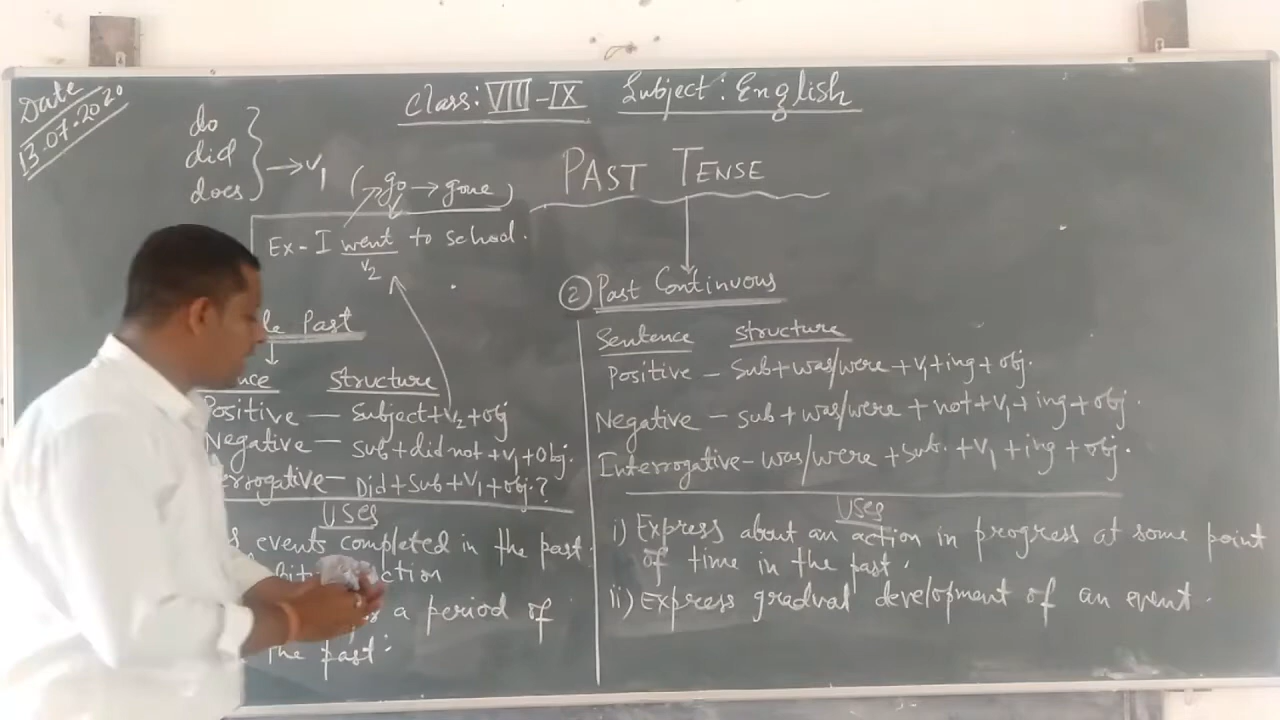 Date
13.07.2020
Class: VIII-IX Subject: English
do
did
does
→ V1
(go → gone)
PAST TENSE
Ex- I went to school.
V2
Past
Structure
Positive — Subject+V2+obj
Negative — Sub+did not+V1+Obj.
Did+Sub+V1+obj.?
USES
events completed in the past.
a period of
the past.
② Past Continuous
Sentence Structure
Positive — Sub+was/were+V1+ing+obj.
Negative — sub+was/were+not+V1+ing+obj.
Interrogative- was/were+Sub.+V1+ing+obj.
Uses
i) Express about an action in progress at some point
of time in the past.
ii) Express gradual development of an event.